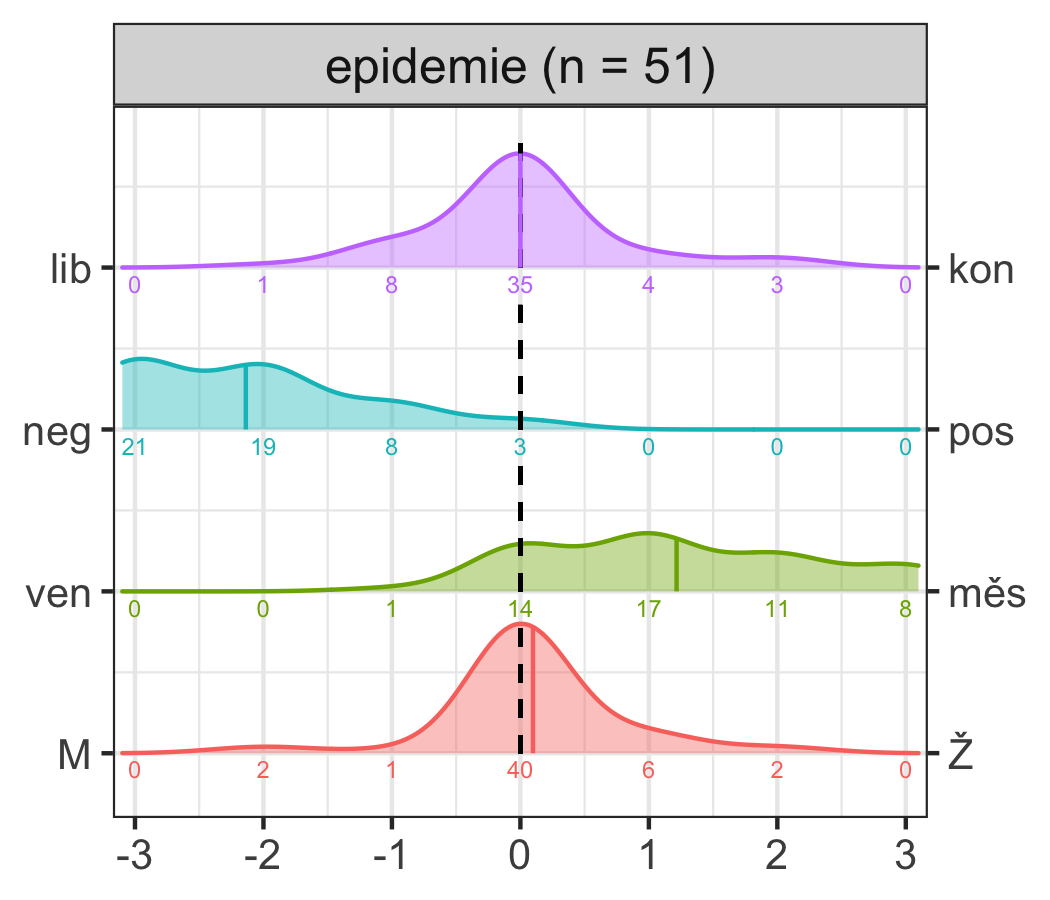 epidemie (n = 51)
lib kon
0 1 8 35 4 3 0
neg pos
21 19 8 3 0 0 0
ven měs
0 0 1 14 17 11 8
M Ž
0 2 1 40 6 2 0
-3 -2 -1 0 1 2 3